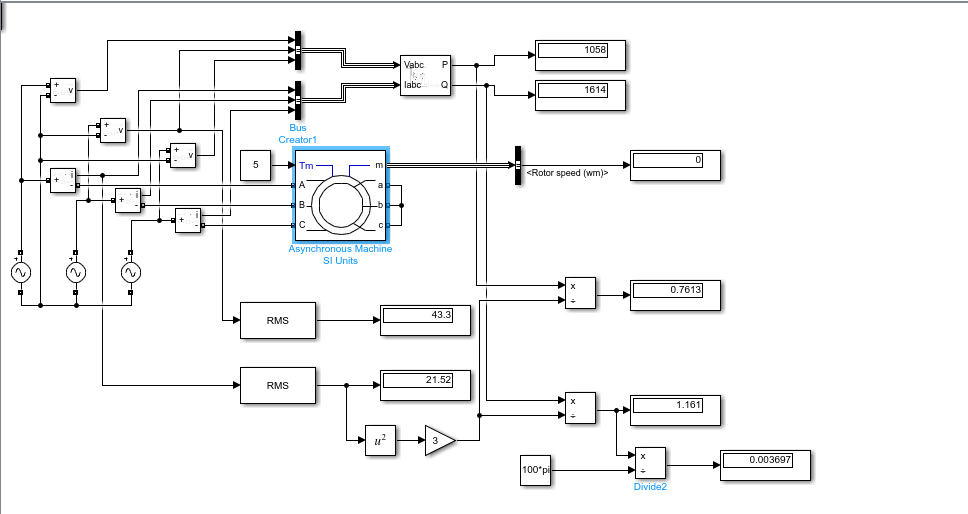 1058
Vabc P
Iabc Q
1614
+
-
v
+
-
v
+
-
v
Bus
Creator1
5
Tm m
A a
B b
C c
0
<Rotor speed (wm)>
+ i
-
+ i
-
+ i
-
Asynchronous Machine
SI Units
+
+
+
x
÷
0.7613
RMS
43.3
RMS
21.52
u²
3
x
÷
1.161
100*pi
x
÷
0.003697
Divide2